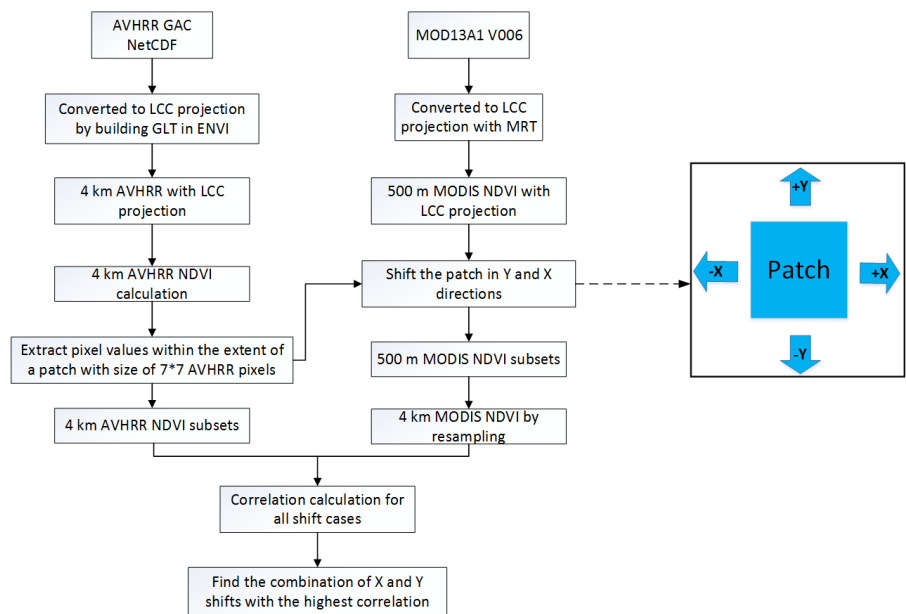 AVHRR GAC
NetCDF
Converted to LCC projection
by building GLT in ENVI
4 km AVHRR with LCC
projection
4 km AVHRR NDVI
calculation
Extract pixel values within the extent of
a patch with size of 7*7 AVHRR pixels
4 km AVHRR NDVI subsets
MOD13A1 V006
Converted to LCC
projection with MRT
500 m MODIS NDVI with
LCC projection
Shift the patch in Y and X
directions
500 m MODIS NDVI subsets
4 km MODIS NDVI by
resampling
Correlation calculation for
all shift cases
Find the combination of X and Y
shifts with the highest correlation
+Y
-X
Patch
+X
-Y